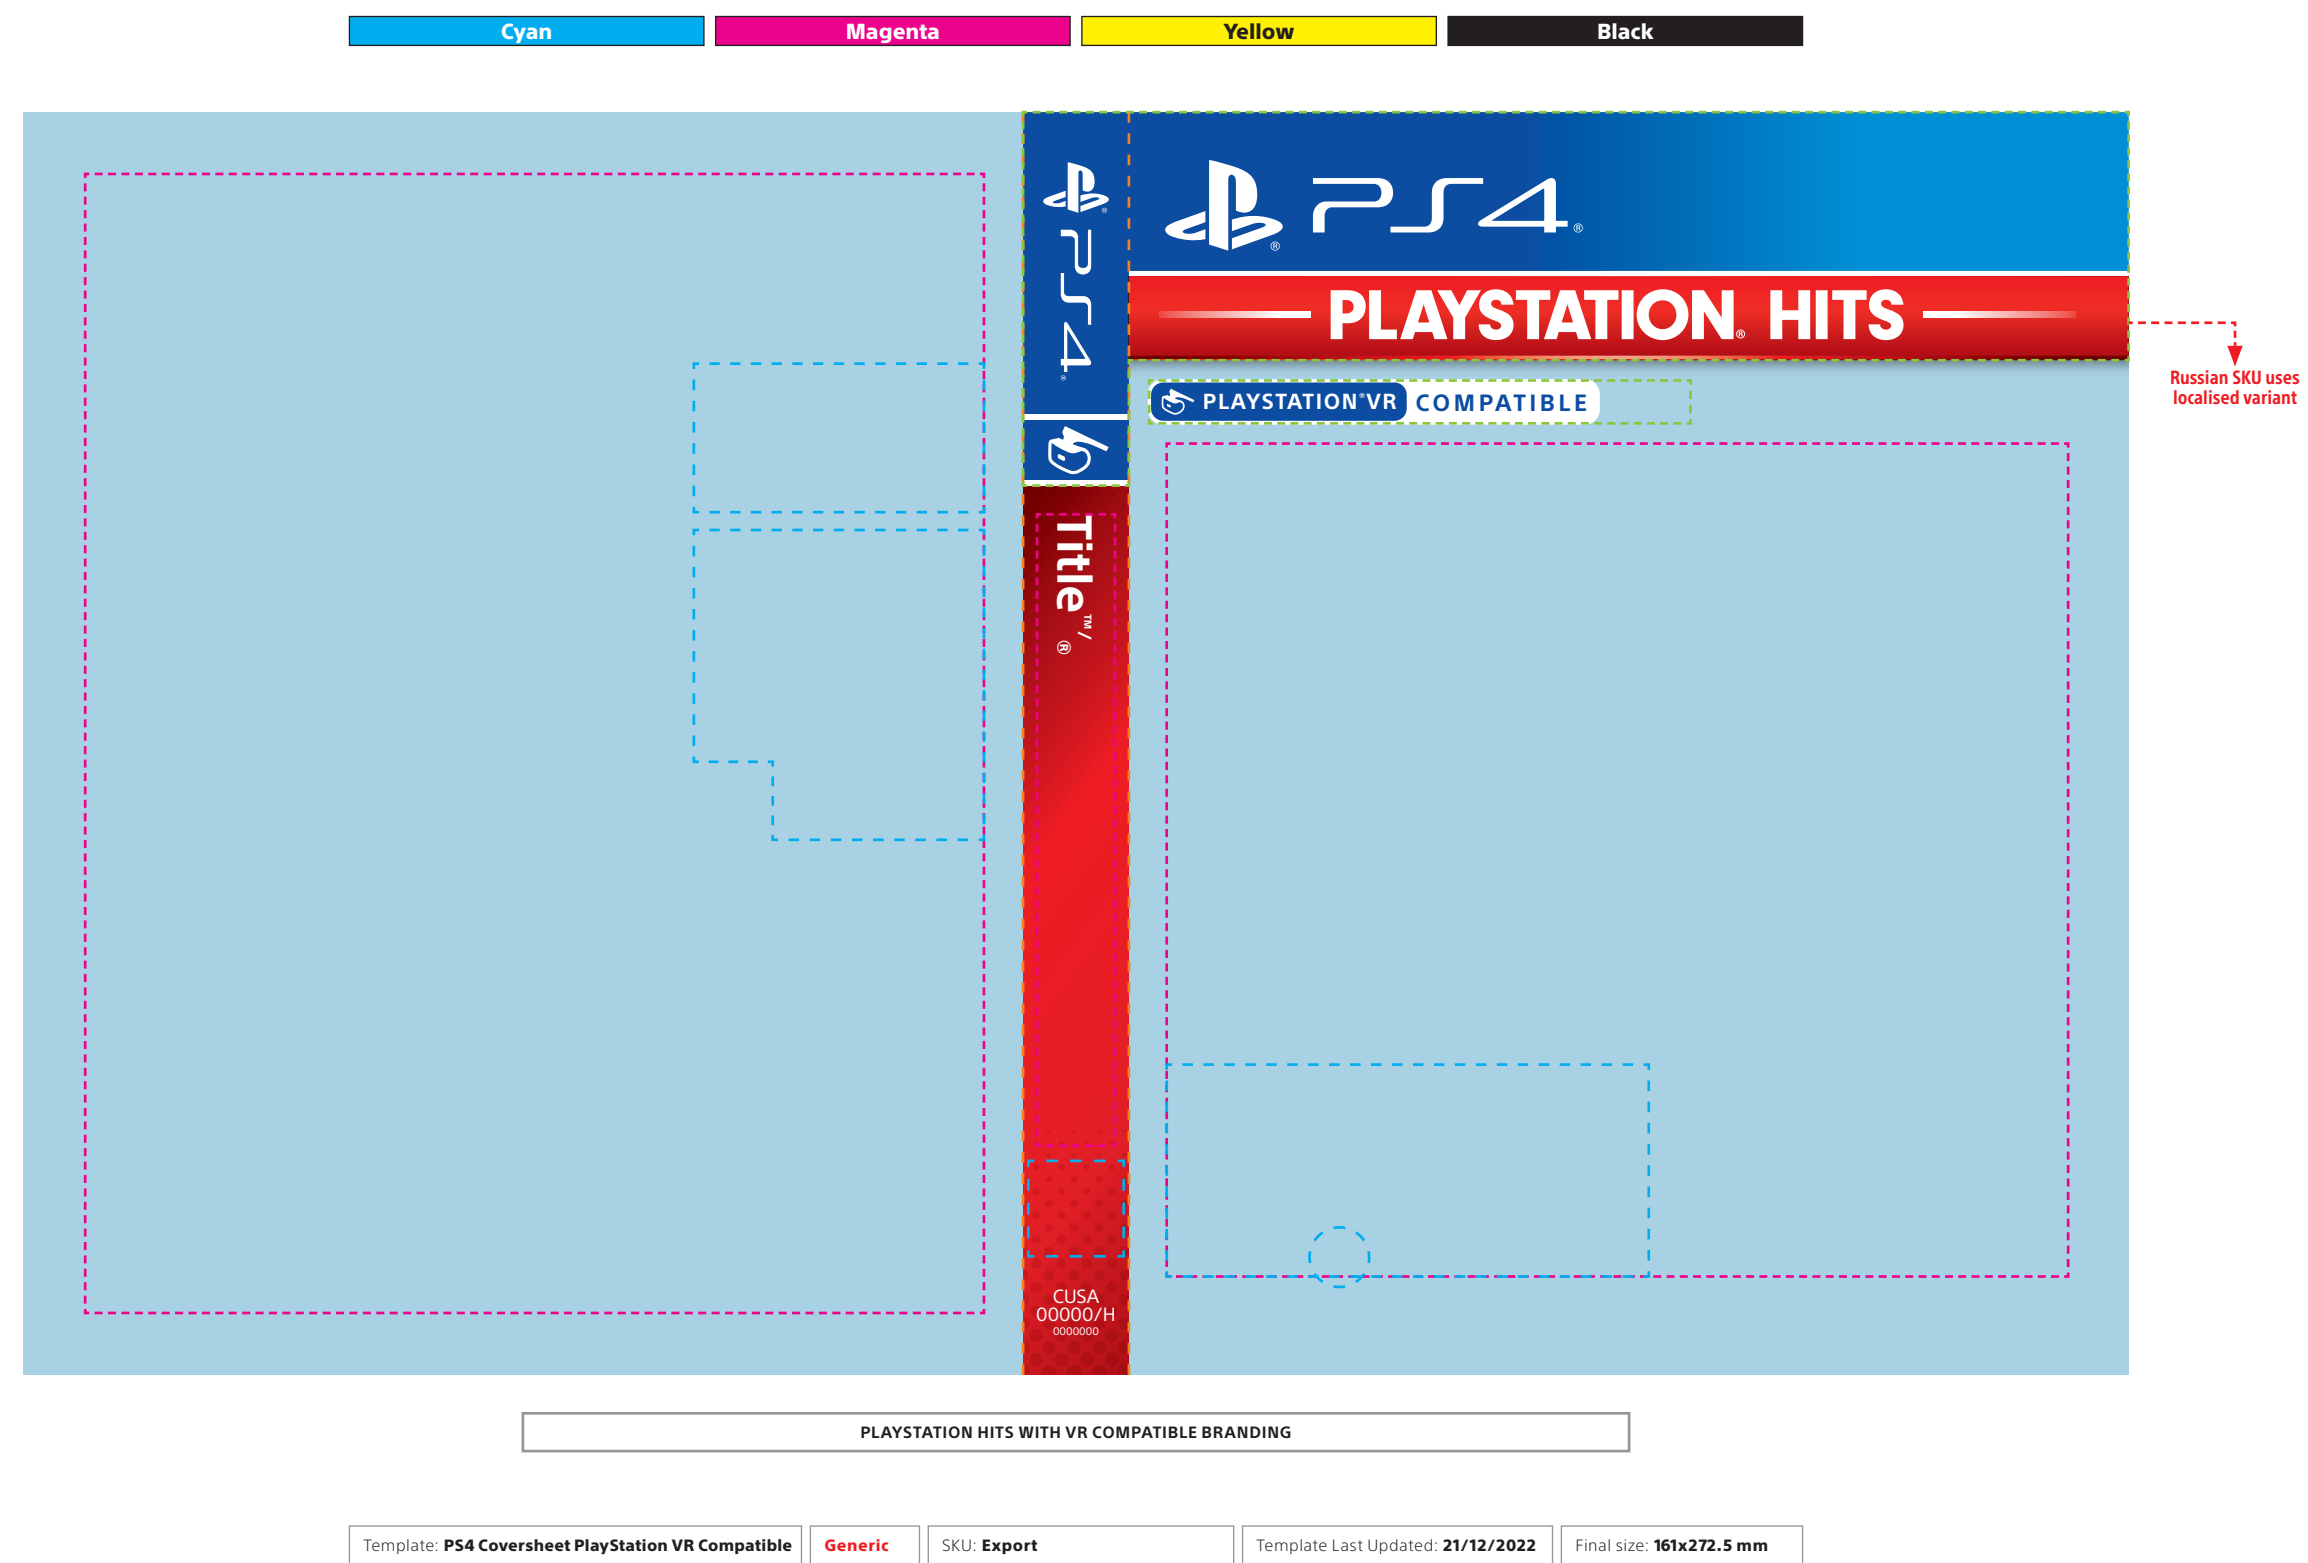 Cyan
Magenta
Yellow
Black
PS4®
PS4®
PLAYSTATION® HITS
Russian SKU uses
localised variant
PLAYSTATION®VR COMPATIBLE
Title™/®
CUSA
00000/H
0000000
PLAYSTATION HITS WITH VR COMPATIBLE BRANDING
Template: PS4 Coversheet PlayStation VR Compatible
Generic
SKU: Export
Template Last Updated: 21/12/2022
Final size: 161x272.5 mm